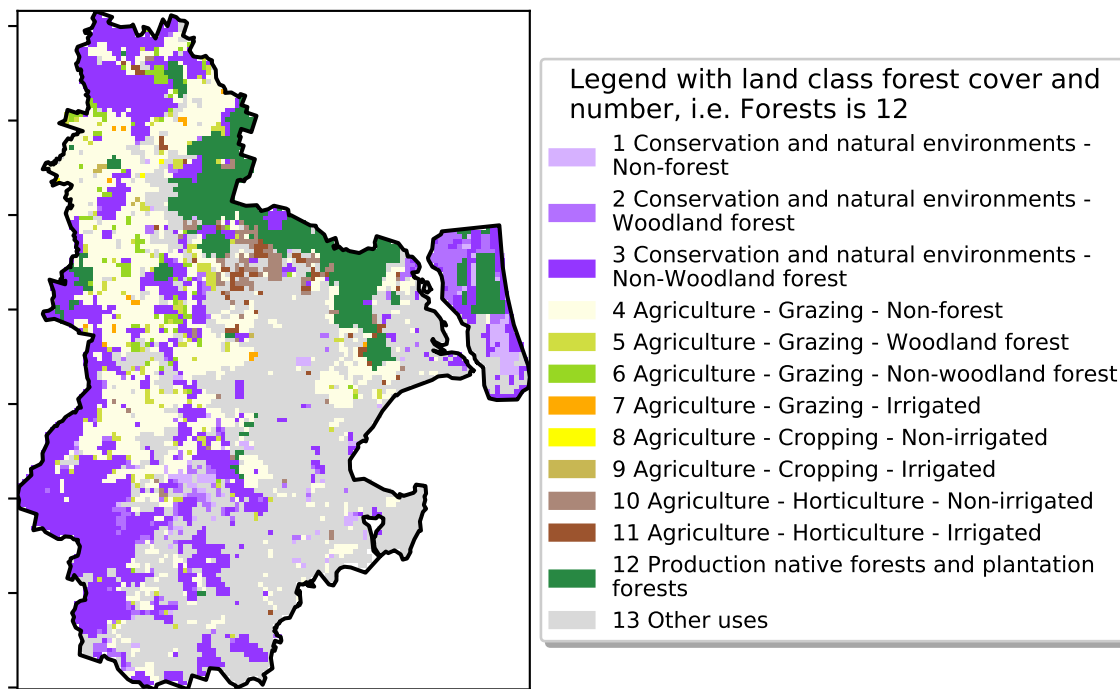 Legend with land class forest cover and
number, i.e. Forests is 12
1 Conservation and natural environments -
Non-forest
2 Conservation and natural environments -
Woodland forest
3 Conservation and natural environments -
Non-Woodland forest
4 Agriculture - Grazing - Non-forest
5 Agriculture - Grazing - Woodland forest
6 Agriculture - Grazing - Non-woodland forest
7 Agriculture - Grazing - Irrigated
8 Agriculture - Cropping - Non-irrigated
9 Agriculture - Cropping - Irrigated
10 Agriculture - Horticulture - Non-irrigated
11 Agriculture - Horticulture - Irrigated
12 Production native forests and plantation
forests
13 Other uses